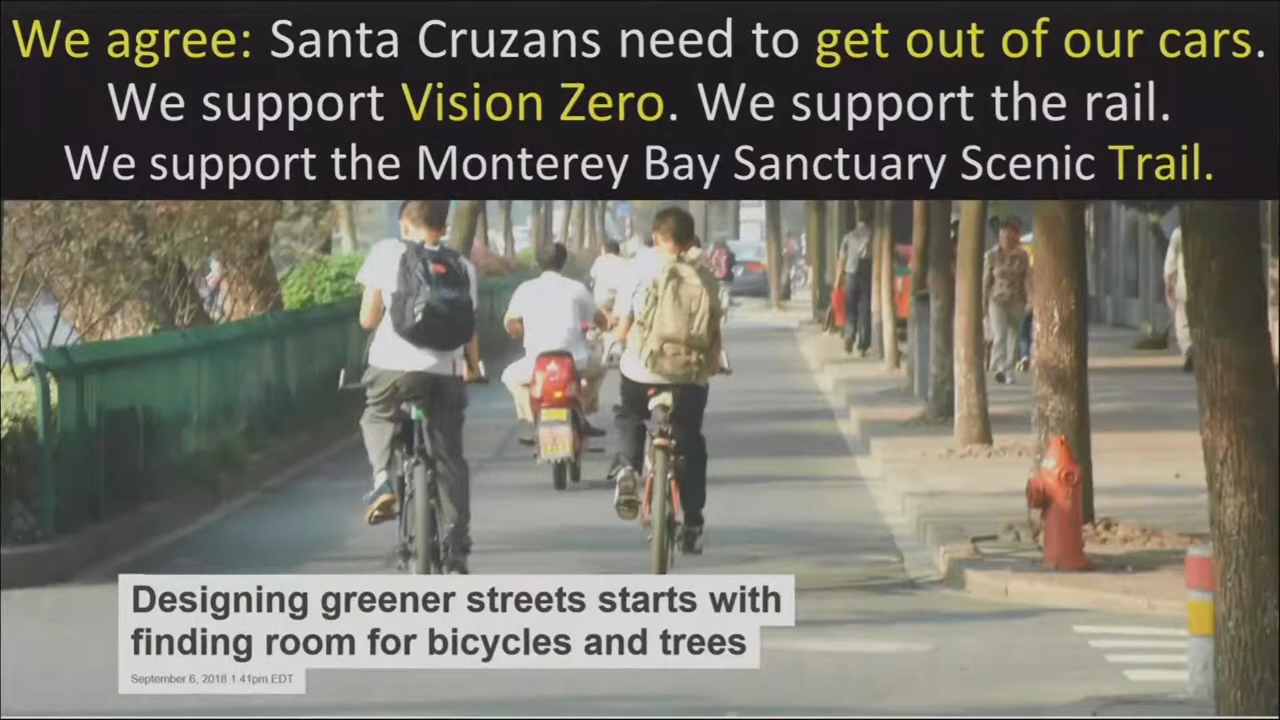 We agree: Santa Cruzans need to get out of our cars.
We support Vision Zero. We support the rail.
We support the Monterey Bay Sanctuary Scenic Trail.
Designing greener streets starts with
finding room for bicycles and trees
September 6, 2018 1 41pm EDT